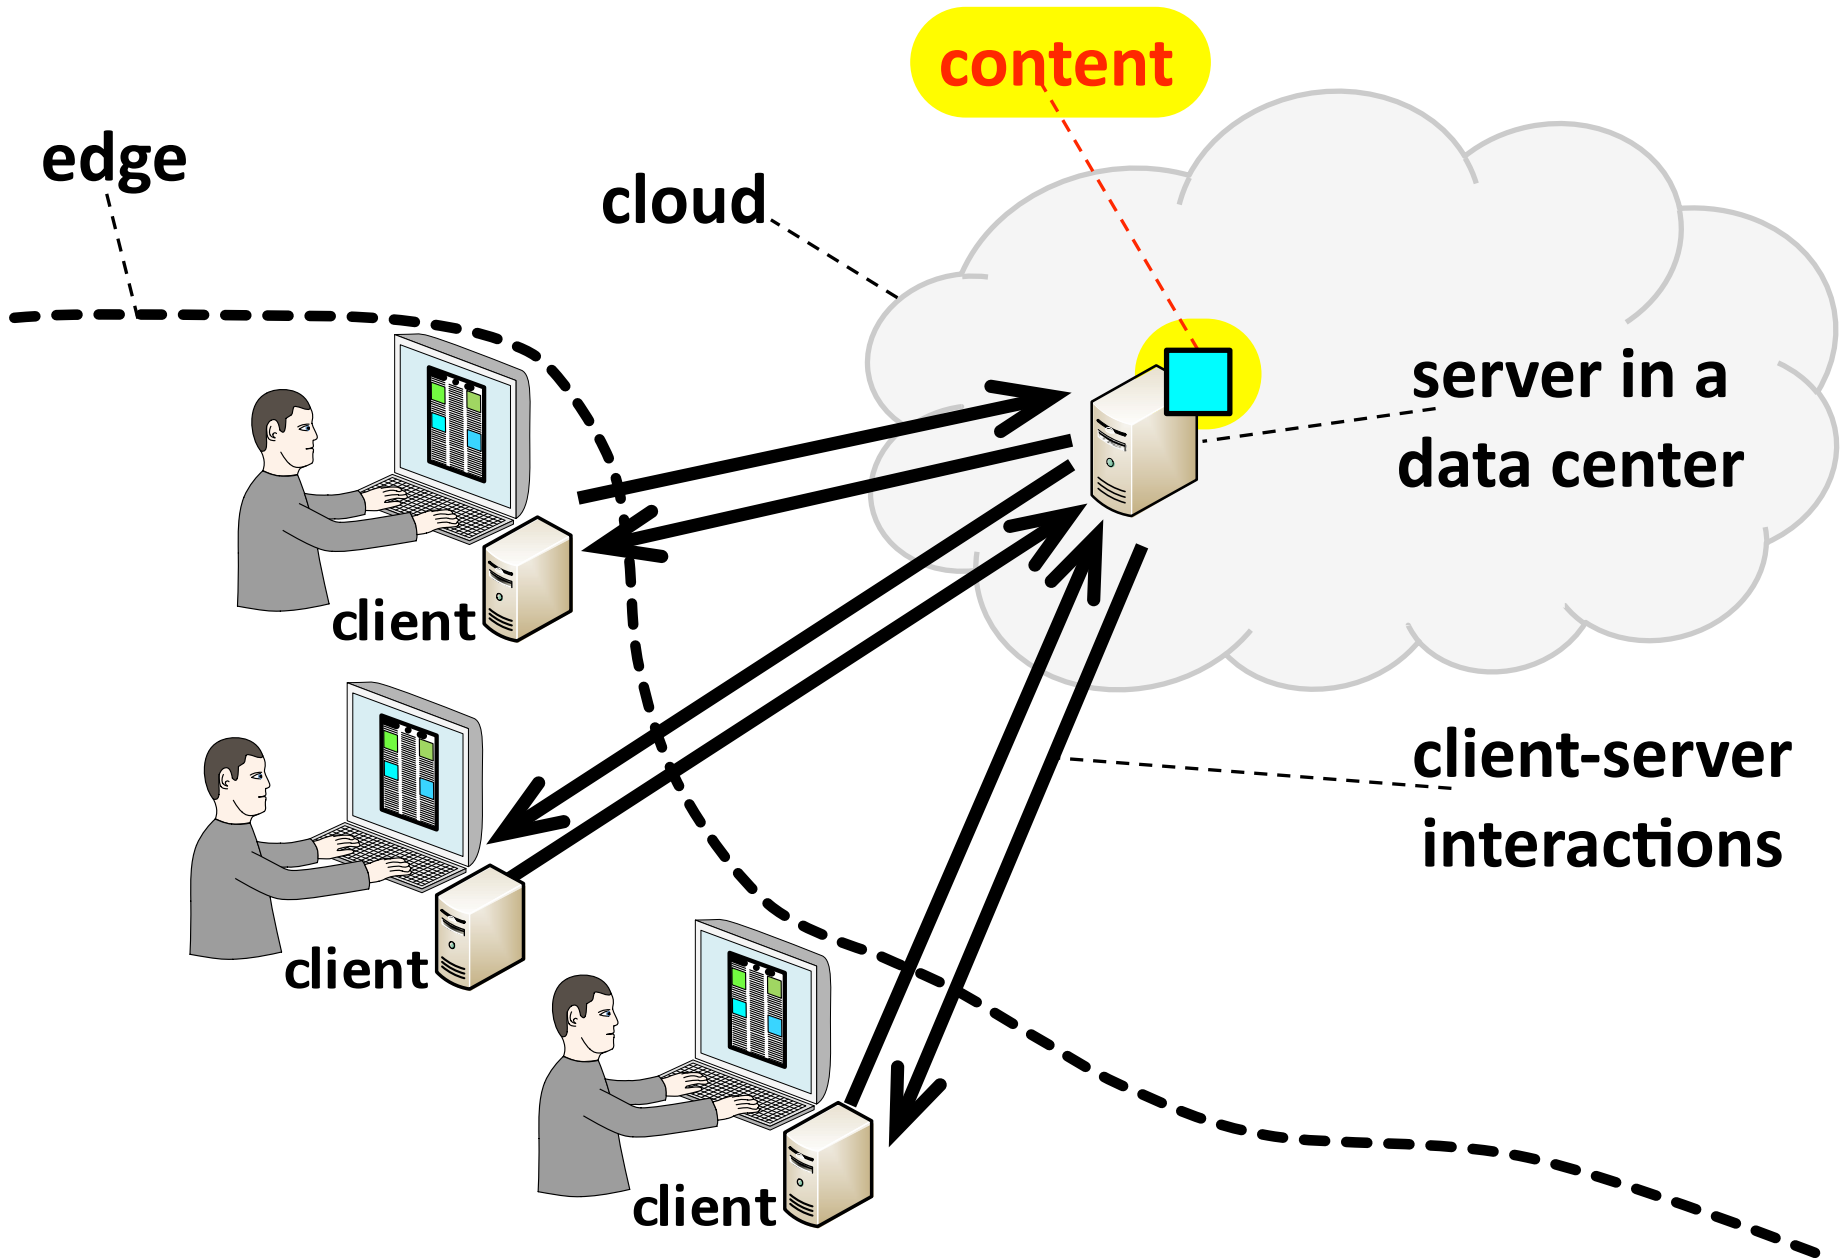 content
edge
cloud
server in a
data center
client
client-server
interactions
client
client